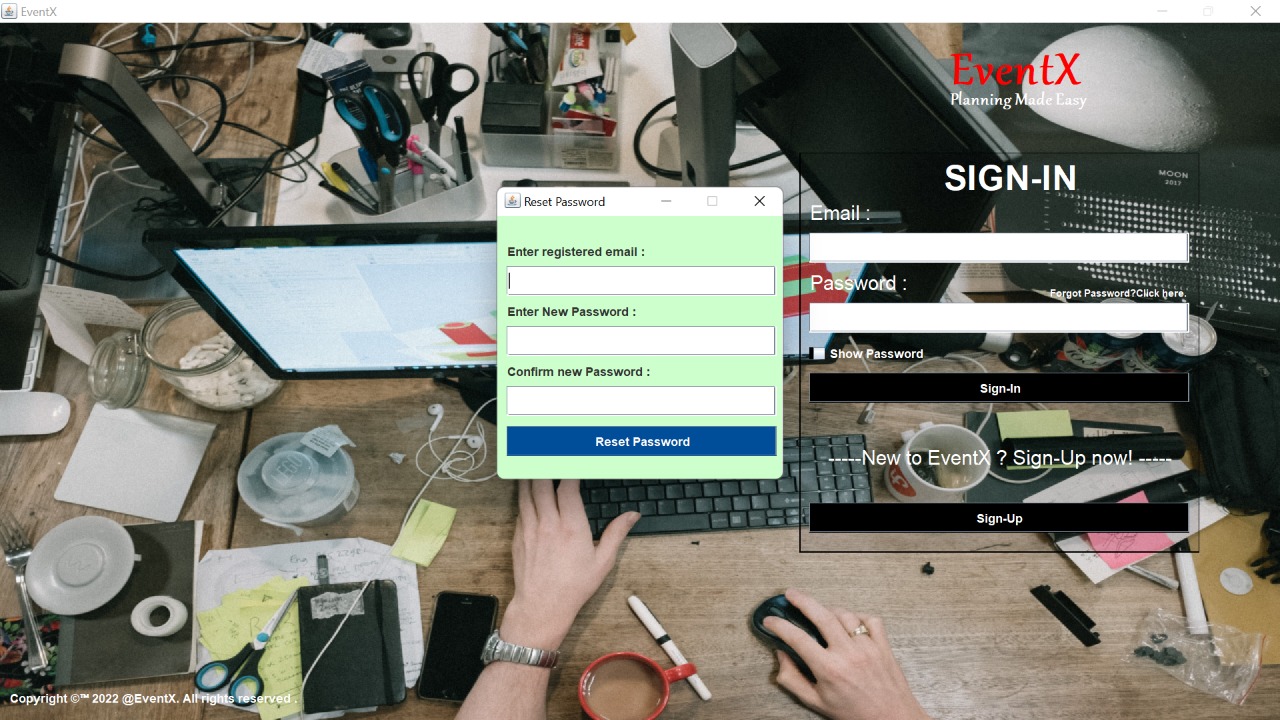 EventX
EventX
Planning Made Easy
MOON
2017
SIGN-IN
Email :
Password :
Forgot Password?Click here.
Show Password
Sign-In
-----New to EventX ? Sign-Up now! -----
Sign-Up
Reset Password
Enter registered email :
Enter New Password :
Confirm new Password :
Reset Password
Copyright ©™ 2022 @EventX. All rights reserved .